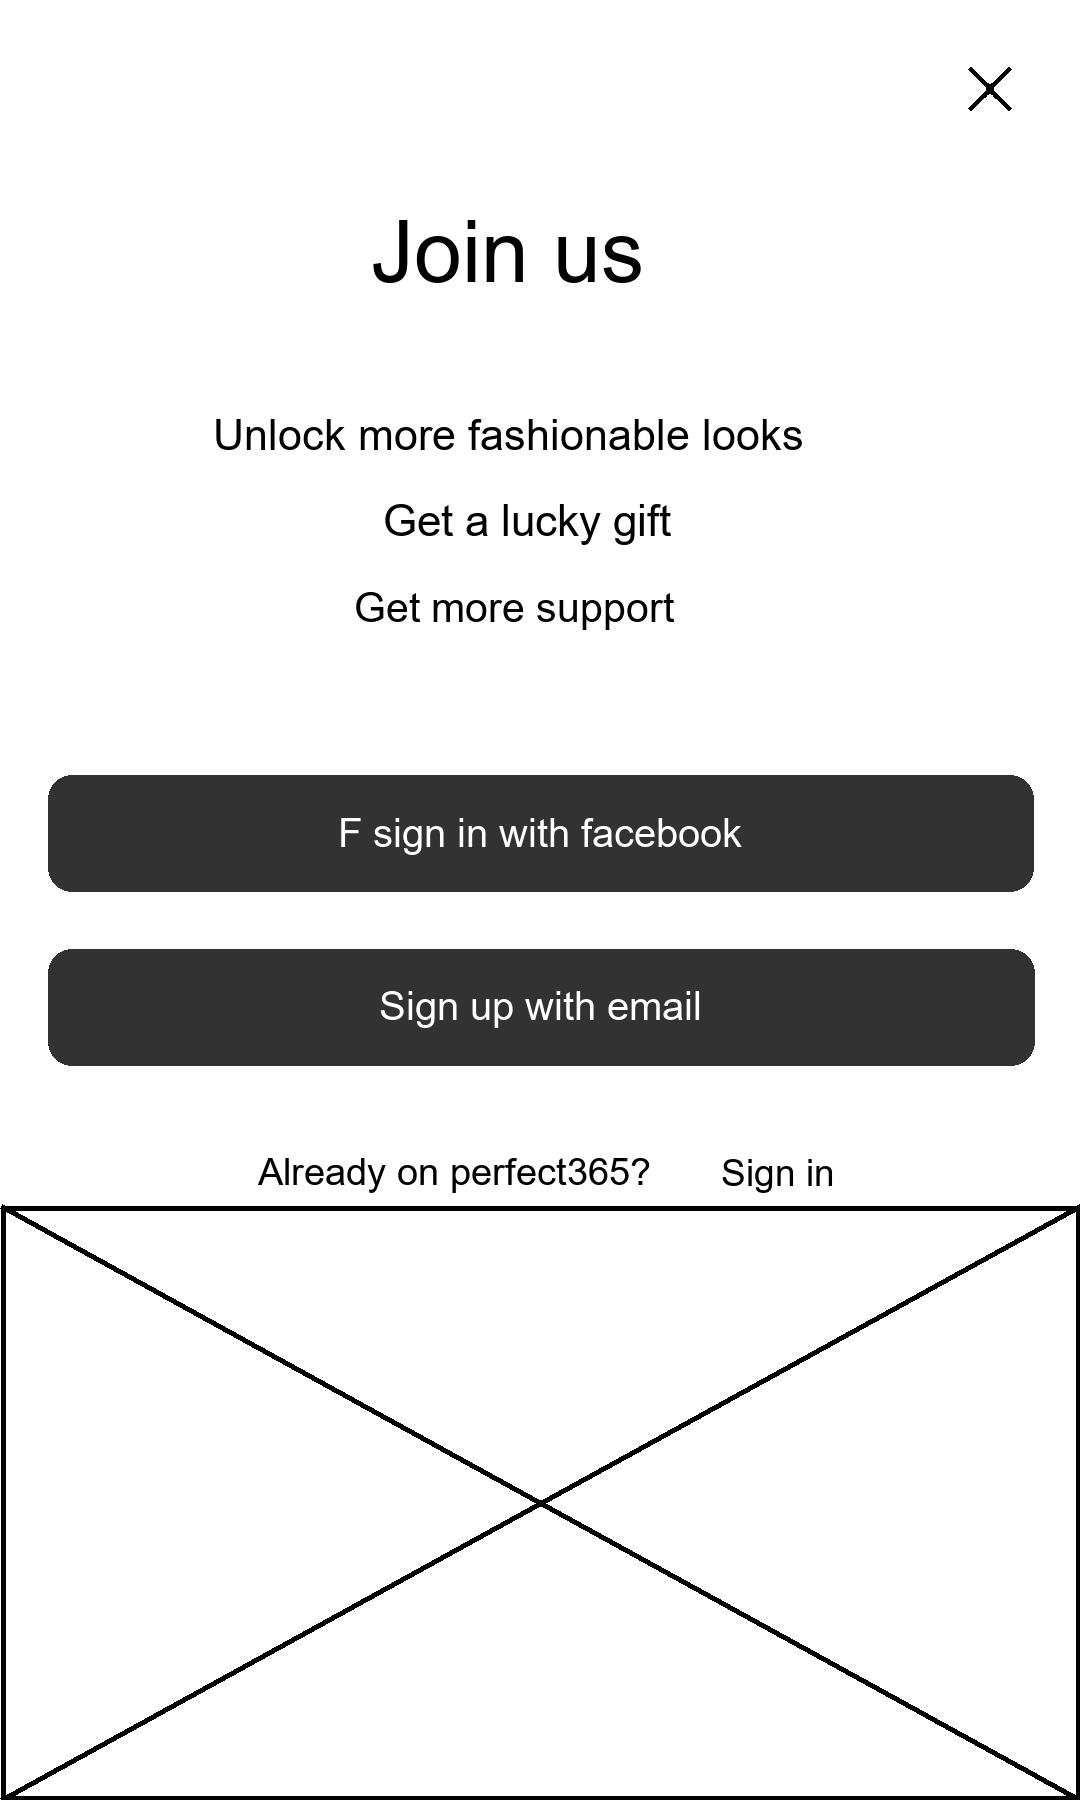 Join us
Unlock more fashionable looks
Get a lucky gift
Get more support
F sign in with facebook
Sign up with email
Already on perfect365? Sign in